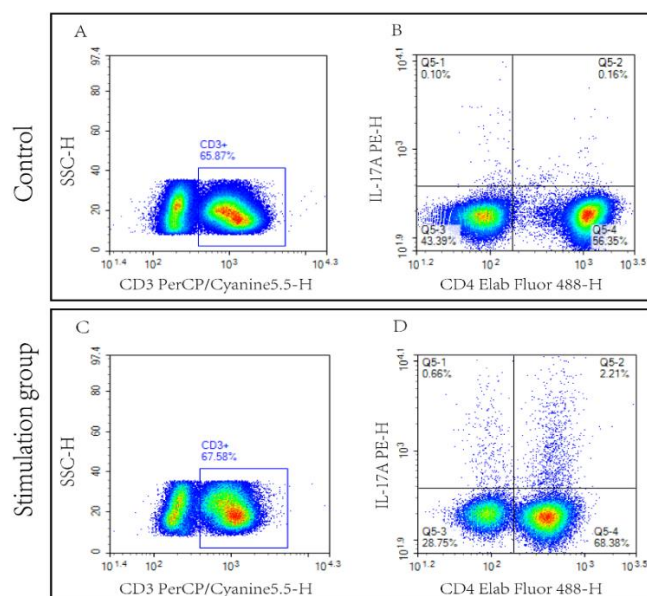 Control
A
97.4
80
60
40
20
0
SSC-H
CD3+
65.87%
10^1.4
10^2
10^3
10^4.3
CD3 PerCP/Cyanine5.5-H
B
10^4.1
10^3
10^1.9
IL-17A PE-H
Q5-1
0.10%
Q5-2
0.16%
Q5-3
43.39%
Q5-4
56.35%
10^1.2
10^2
10^3
10^3.5
CD4 Elab Fluor 488-H
Stimulation group
C
97.4
80
60
40
20
0
SSC-H
CD3+
67.58%
10^1.4
10^2
10^3
10^4.3
CD3 PerCP/Cyanine5.5-H
D
10^4.1
10^3
10^1.9
IL-17A PE-H
Q5-1
0.66%
Q5-2
2.21%
Q5-3
28.75%
Q5-4
68.38%
10^1.2
10^2
10^3
10^3.5
CD4 Elab Fluor 488-H